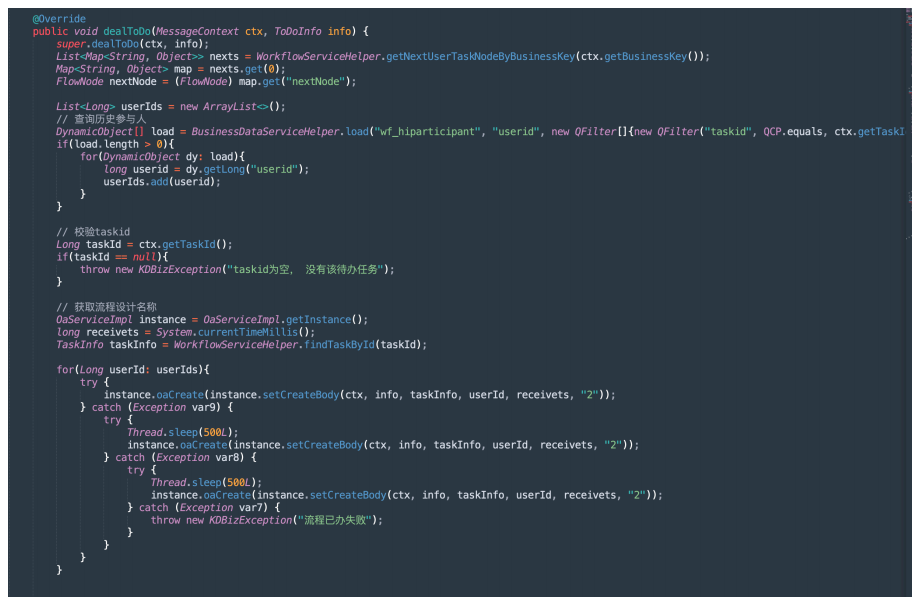 @Override
public void dealToDo(MessageContext ctx, ToDoInfo info) {
    super.dealToDo(ctx, info);
    List<Map<String, Object>> nexts = WorkflowServiceHelper.getNextUserTaskNodeByBusinessKey(ctx.getBusinessKey());
    Map<String, Object> map = nexts.get(0);
    FlowNode nextNode = (FlowNode) map.get("nextNode");

    List<Long> userIds = new ArrayList<>();
    // 查询历史参与人
    DynamicObject[] load = BusinessDataServiceHelper.load("wf_hiparticipant", "userid", new QFilter[]{new QFilter("taskid", QCP.equals, ctx.getTaskI
    if(load.length > 0){
        for(DynamicObject dy: load){
            long userid = dy.getLong("userid");
            userIds.add(userid);
        }
    }

    // 校验taskid
    Long taskId = ctx.getTaskId();
    if(taskId == null){
        throw new KDBizException("taskid为空， 没有该待办任务");
    }

    // 获取流程设计名称
    OaServiceImpl instance = OaServiceImpl.getInstance();
    long receivets = System.currentTimeMillis();
    TaskInfo taskInfo = WorkflowServiceHelper.findTaskById(taskId);

    for(Long userId: userIds){
        try {
            instance.oaCreate(instance.setCreateBody(ctx, info, taskInfo, userId, receivets, "2"));
        } catch (Exception var9) {
            try {
                Thread.sleep(500L);
                instance.oaCreate(instance.setCreateBody(ctx, info, taskInfo, userId, receivets, "2"));
            } catch (Exception var8) {
                try {
                    Thread.sleep(500L);
                    instance.oaCreate(instance.setCreateBody(ctx, info, taskInfo, userId, receivets, "2"));
                } catch (Exception var7) {
                    throw new KDBizException("流程已办失败");
                }
            }
        }
    }